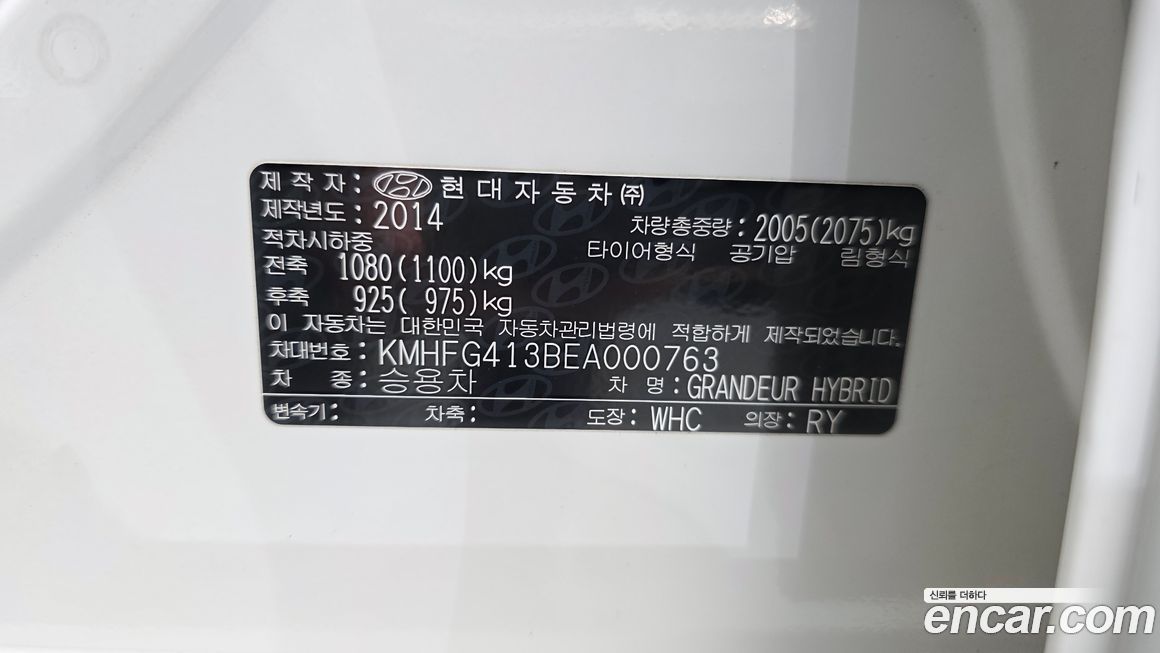 제 작 자 : 현 대 자 동 차 ㈜
제작년도 : 2014 차량총중량 : 2005(2075)kg
적차시하중 타이어형식 공기압 림형식
전축 1080(1100)kg
후축 925( 975)kg
이 자동차는 대한민국 자동차관리법령에 적합하게 제작되었습니다.
차대번호 : KMHFG413BEA000763
차 종 : 승용차 차 명 : GRANDEUR HYBRID
변속기 : 차축 : 도장 : WHC 의장 : RY
신뢰를 더하다
encar.com